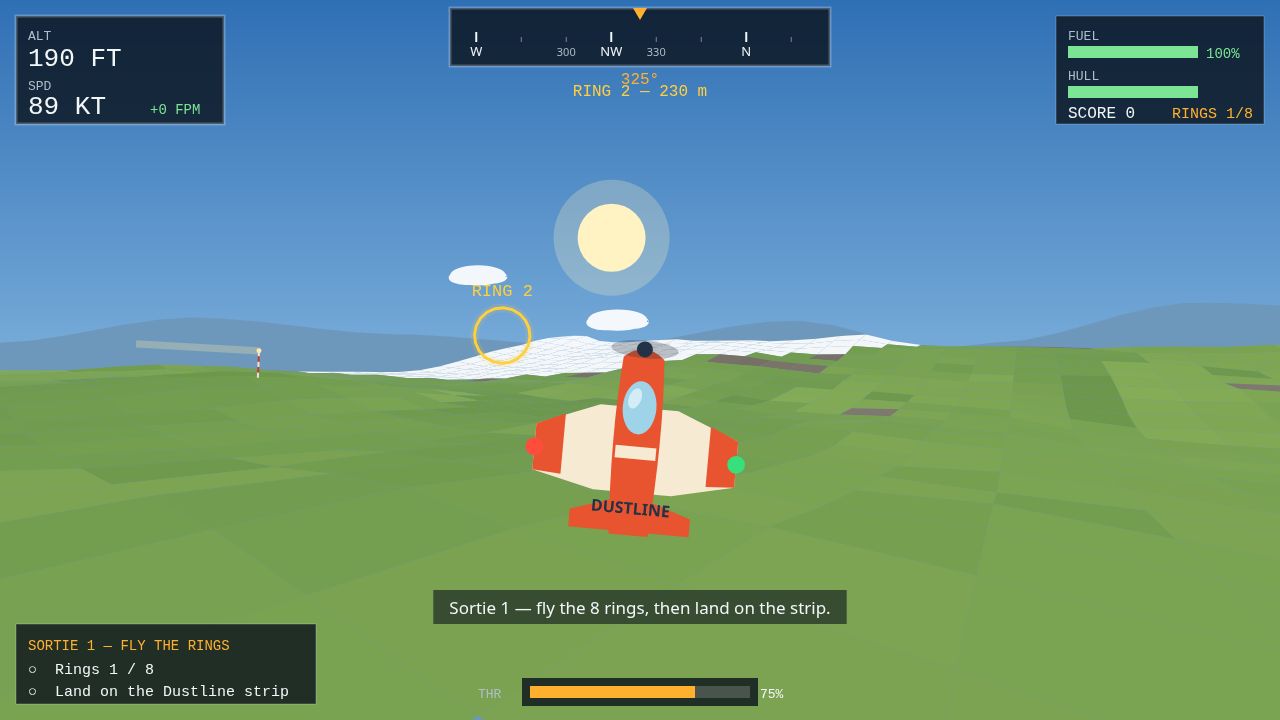 ALT
190 FT
SPD
89 KT +0 FPM
W 300 NW 330 N
325°
RING 2 — 230 m
FUEL
100%
HULL
SCORE 0 RINGS 1/8
RING 2
DUSTLINE
Sortie 1 — fly the 8 rings, then land on the strip.
SORTIE 1 — FLY THE RINGS
○ Rings 1 / 8
○ Land on the Dustline strip
THR 75%